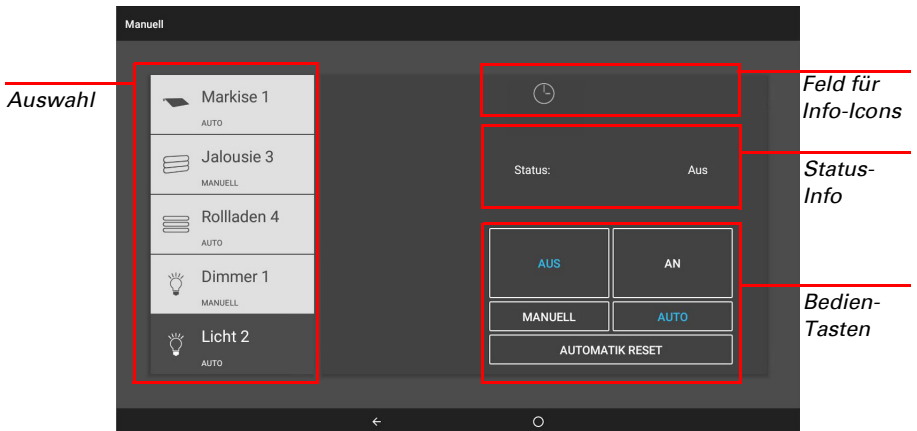 Manuell
Auswahl
Markise 1
AUTO
Jalousie 3
MANUELL
Rollladen 4
AUTO
Dimmer 1
MANUELL
Licht 2
AUTO
Feld für
Info-Icons
Status: Aus
Status-
Info
AUS AN
MANUELL AUTO
AUTOMATIK RESET
Bedien-
Tasten